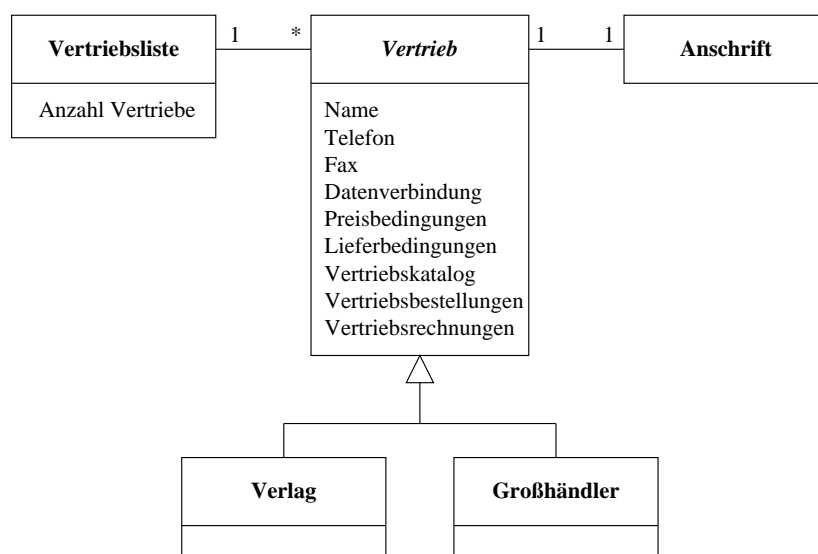 Vertriebsliste 1 * Vertrieb 1 1 Anschrift
Anzahl Vertriebe
Name
Telefon
Fax
Datenverbindung
Preisbedingungen
Lieferbedingungen
Vertriebskatalog
Vertriebsbestellungen
Vertriebsrechnungen
Verlag Großhändler